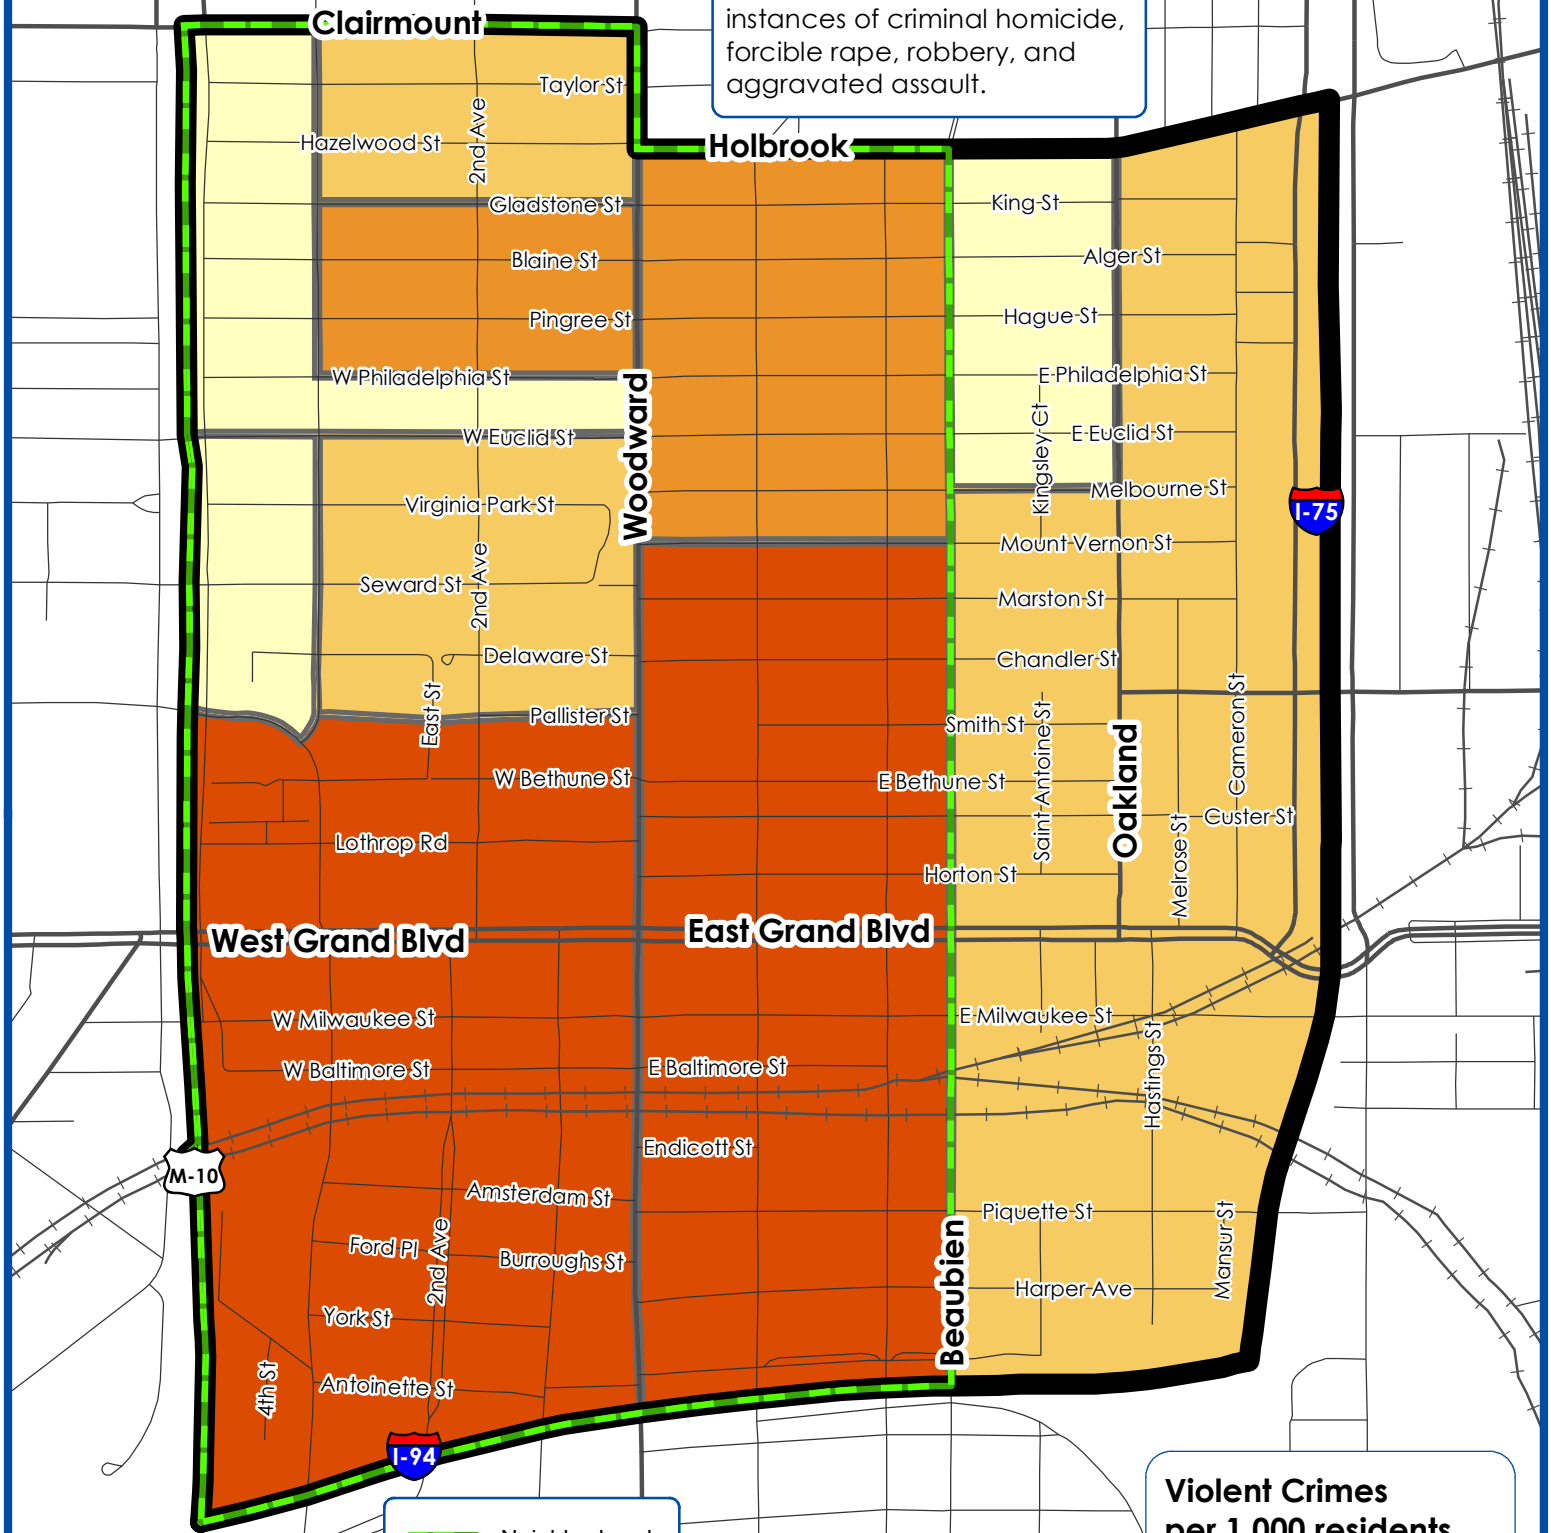 instances of criminal homicide,
forcible rape, robbery, and
aggravated assault.
Clairmount
Taylor St
2nd Ave
Hazelwood St
Holbrook
Gladstone St
King St
Blaine St
Alger St
Pingree St
Hague St
W Philadelphia St
E Philadelphia St
Woodward
Kingsley Ct
W Euclid St
E Euclid St
Virginia Park St
Melbourne St
I-75
2nd Ave
Mount Vernon St
Seward St
Marston St
Delaware St
Chandler St
East St
Pallister St
Smith St
Saint Antoine St
Oakland
Cameron St
W Bethune St
E Bethune St
Custer St
Melrose St
Lothrop Rd
Horton St
West Grand Blvd
East Grand Blvd
W Milwaukee St
E Milwaukee St
Hastings St
W Baltimore St
E Baltimore St
Endicott St
M-10
Amsterdam St
Piquette St
Mansur St
Beaubien
Ford Pl
2nd Ave
Burroughs St
Harper Ave
York St
4th St
Antoinette St
I-94
Violent Crimes
per 1,000 residents